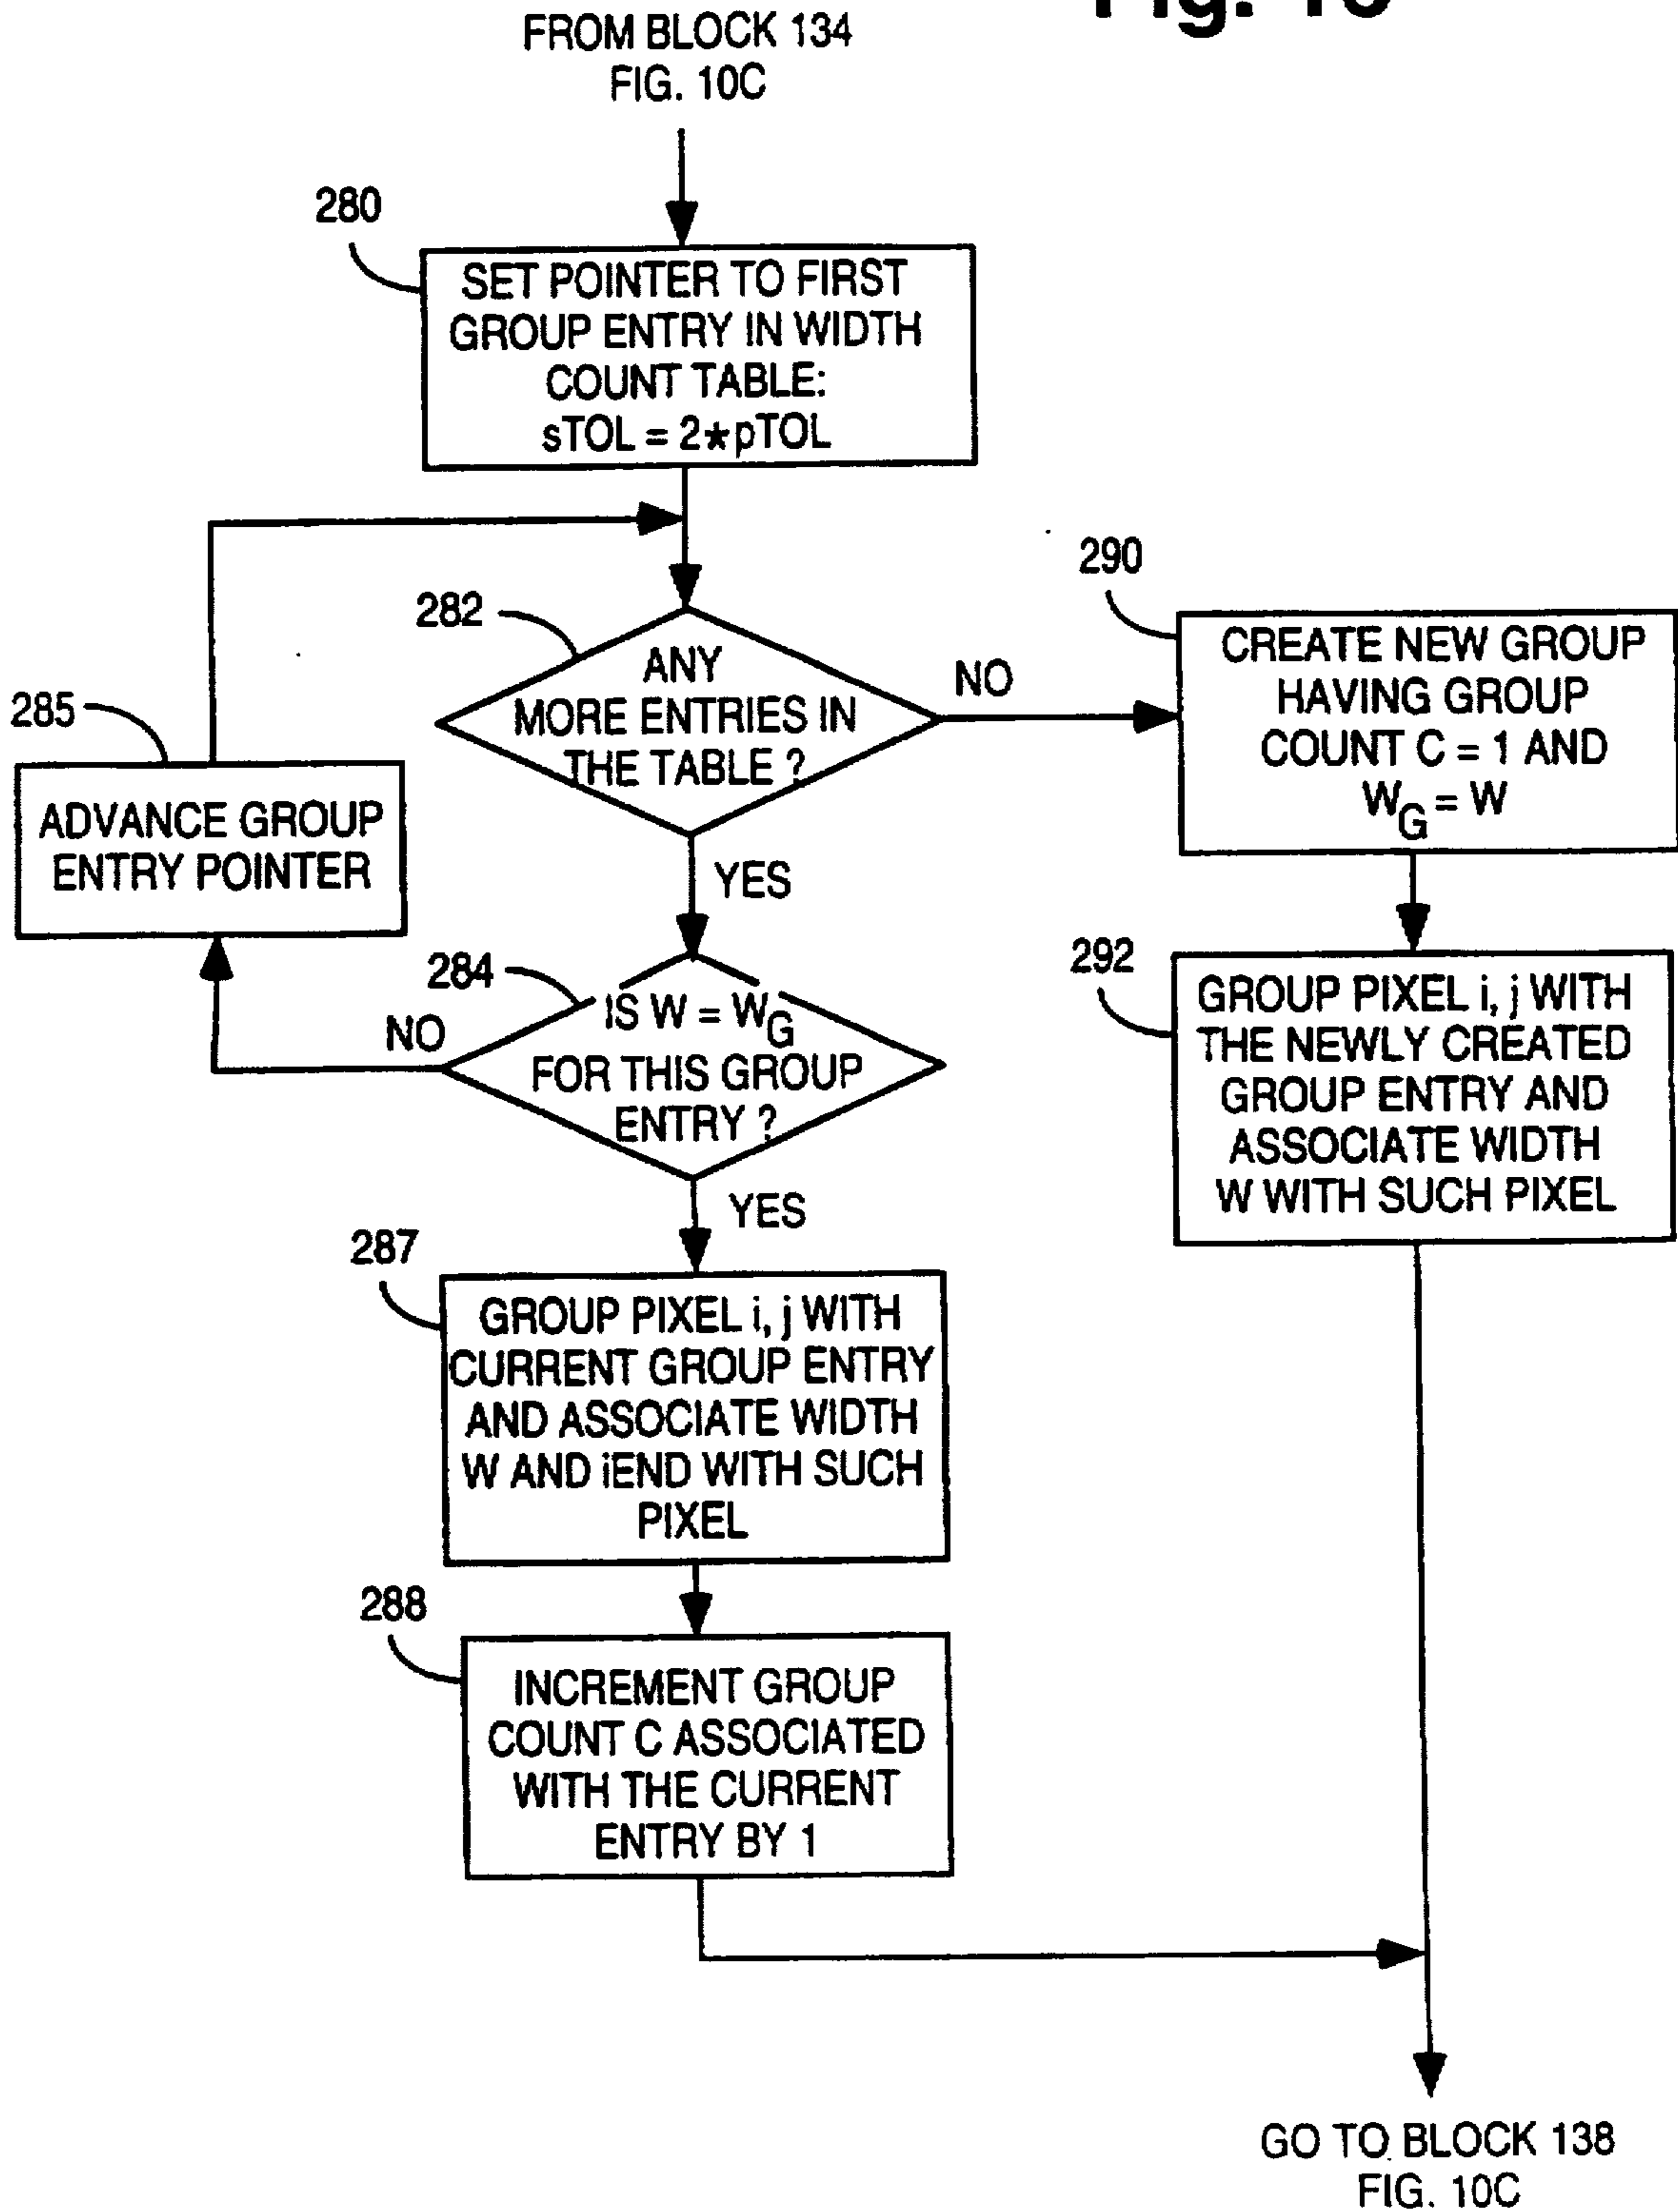 FROM BLOCK 134
FIG. 10C
280
SET POINTER TO FIRST
GROUP ENTRY IN WIDTH
COUNT TABLE:
sTOL = 2*pTOL
282
ANY
MORE ENTRIES IN
THE TABLE ?
NO
YES
290
CREATE NEW GROUP
HAVING GROUP
COUNT C = 1 AND
WG = W
285
ADVANCE GROUP
ENTRY POINTER
284
IS W = WG
FOR THIS GROUP
ENTRY ?
NO
YES
292
GROUP PIXEL i, j WITH
THE NEWLY CREATED
GROUP ENTRY AND
ASSOCIATE WIDTH
W WITH SUCH PIXEL
287
GROUP PIXEL i, j WITH
CURRENT GROUP ENTRY
AND ASSOCIATE WIDTH
W AND iEND WITH SUCH
PIXEL
288
INCREMENT GROUP
COUNT C ASSOCIATED
WITH THE CURRENT
ENTRY BY 1
GO TO BLOCK 138
FIG. 10C